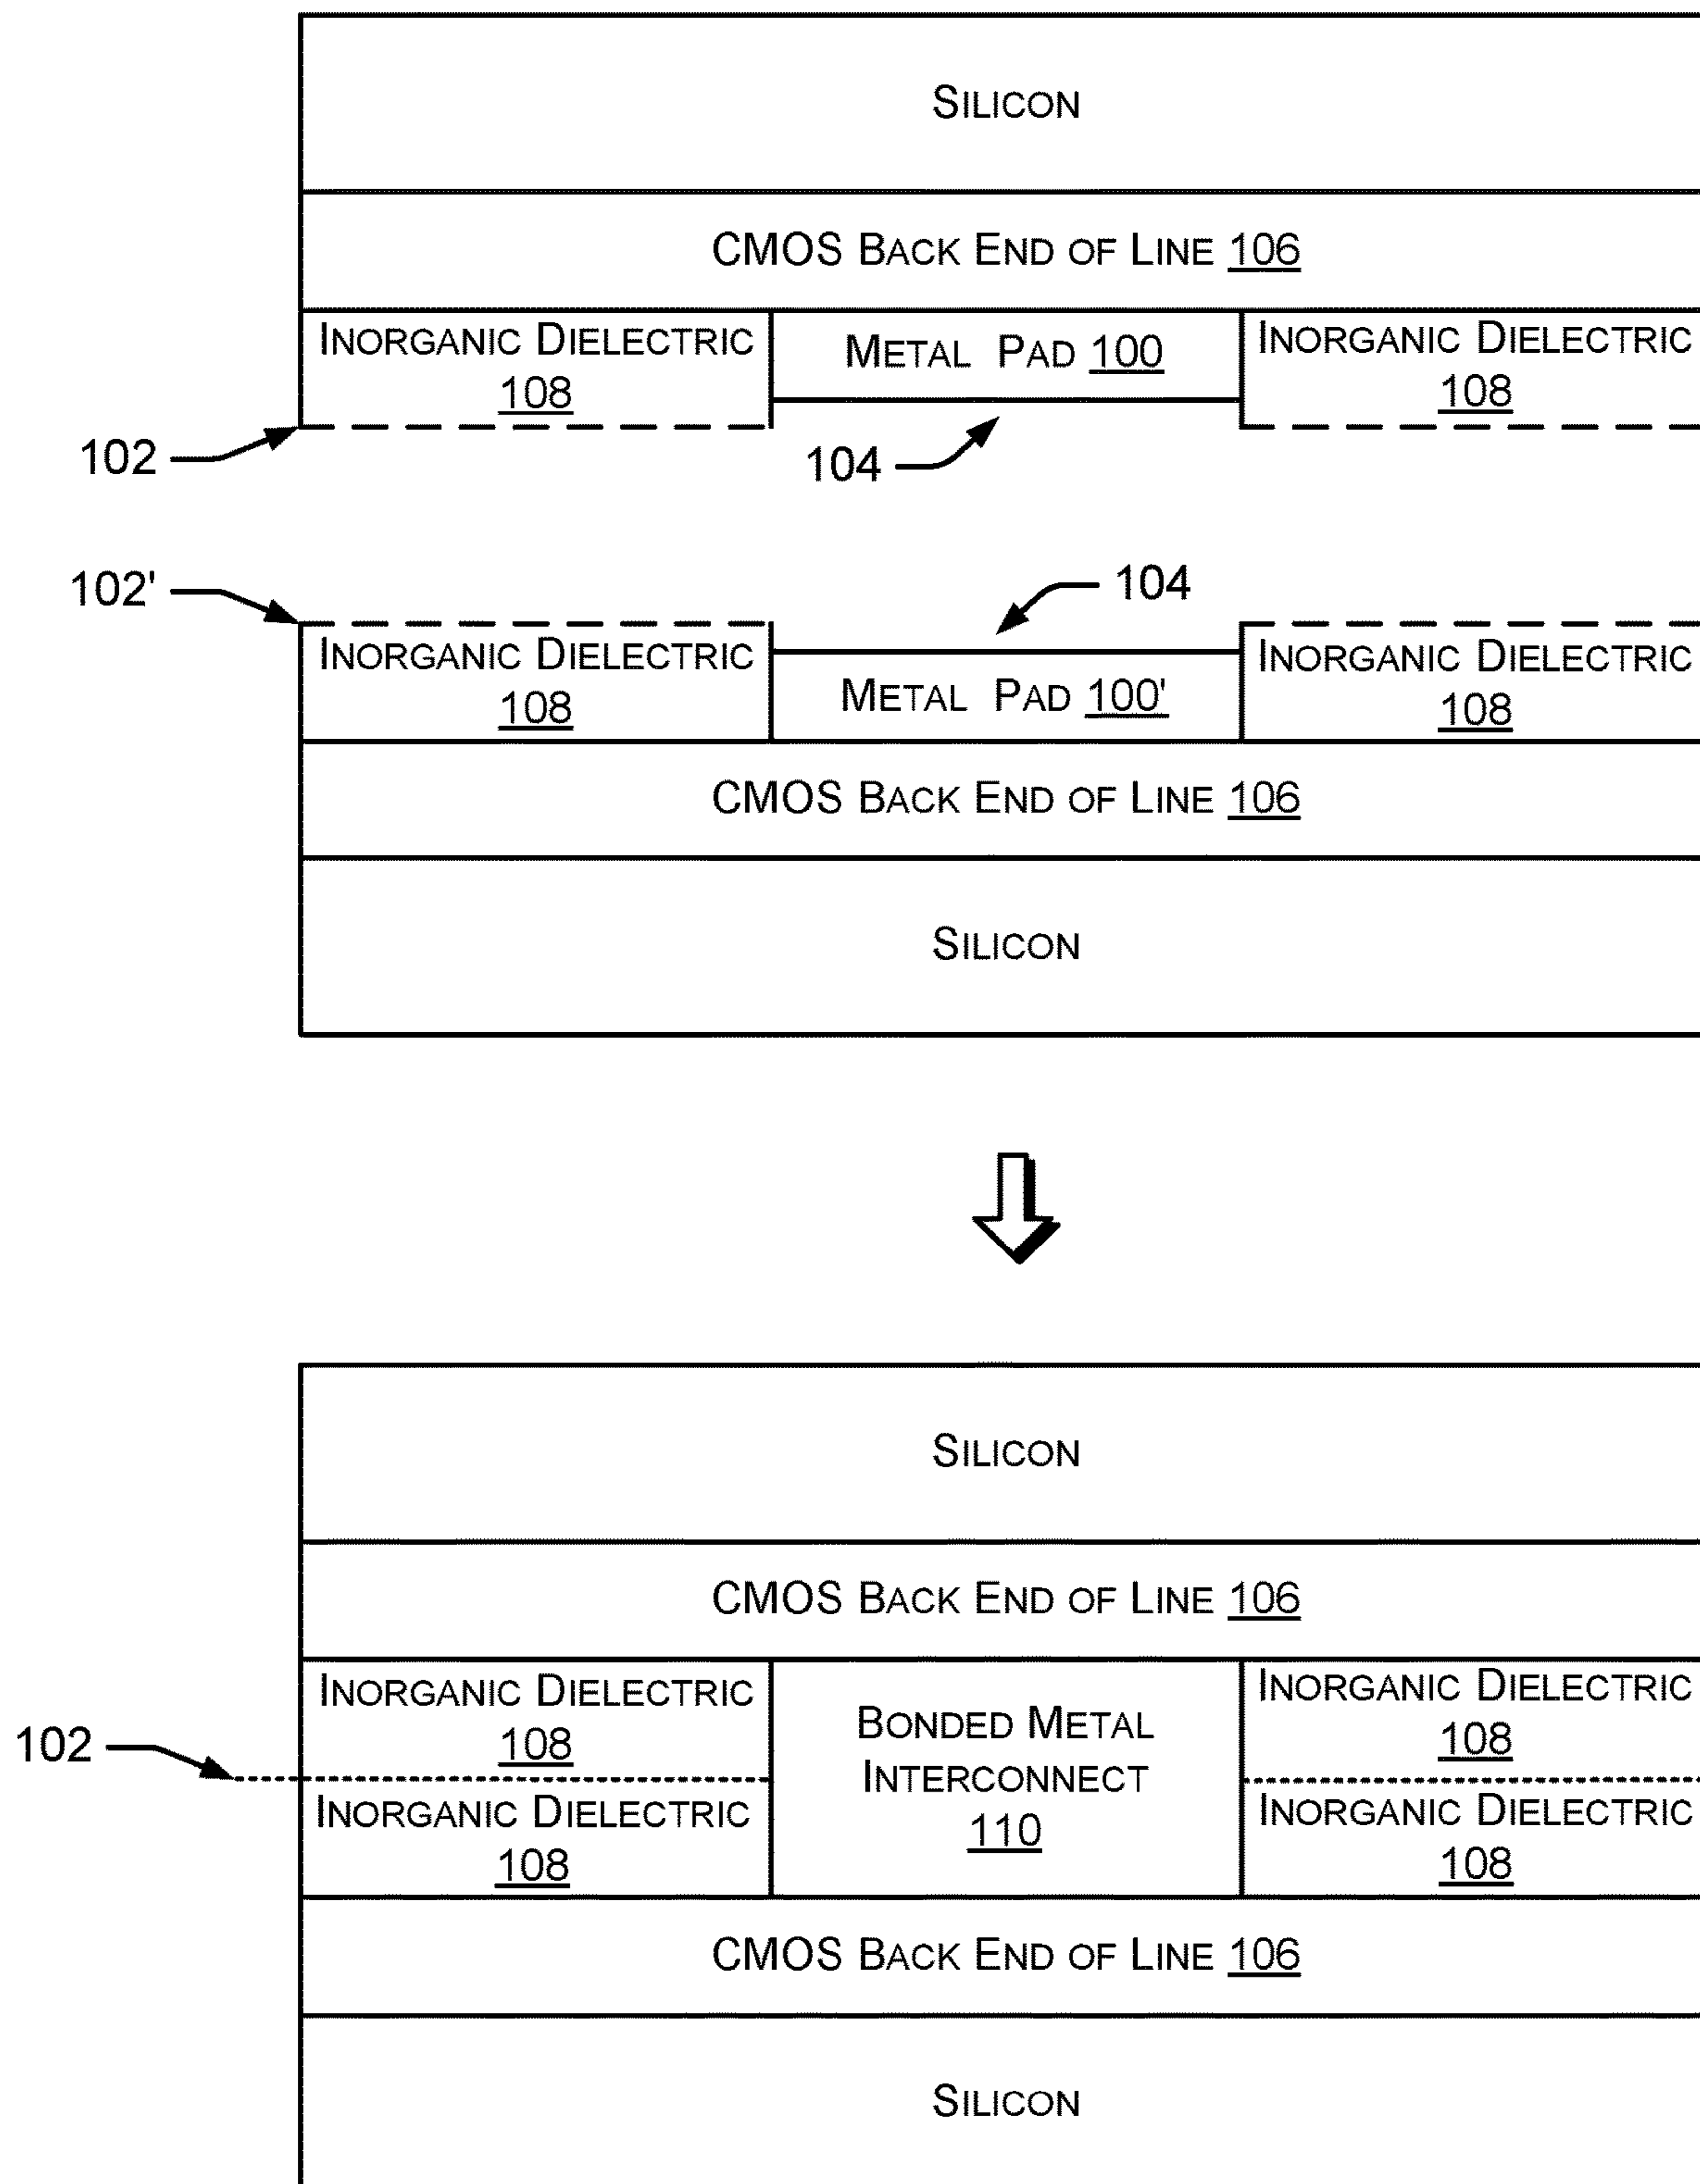 SILICON
CMOS BACK END OF LINE 106
INORGANIC DIELECTRIC
108
METAL PAD 100
INORGANIC DIELECTRIC
108
102
104
102'
104
INORGANIC DIELECTRIC
108
METAL PAD 100'
INORGANIC DIELECTRIC
108
CMOS BACK END OF LINE 106
SILICON
SILICON
CMOS BACK END OF LINE 106
INORGANIC DIELECTRIC
108
BONDED METAL
INTERCONNECT
110
INORGANIC DIELECTRIC
108
102
INORGANIC DIELECTRIC
108
INORGANIC DIELECTRIC
108
CMOS BACK END OF LINE 106
SILICON